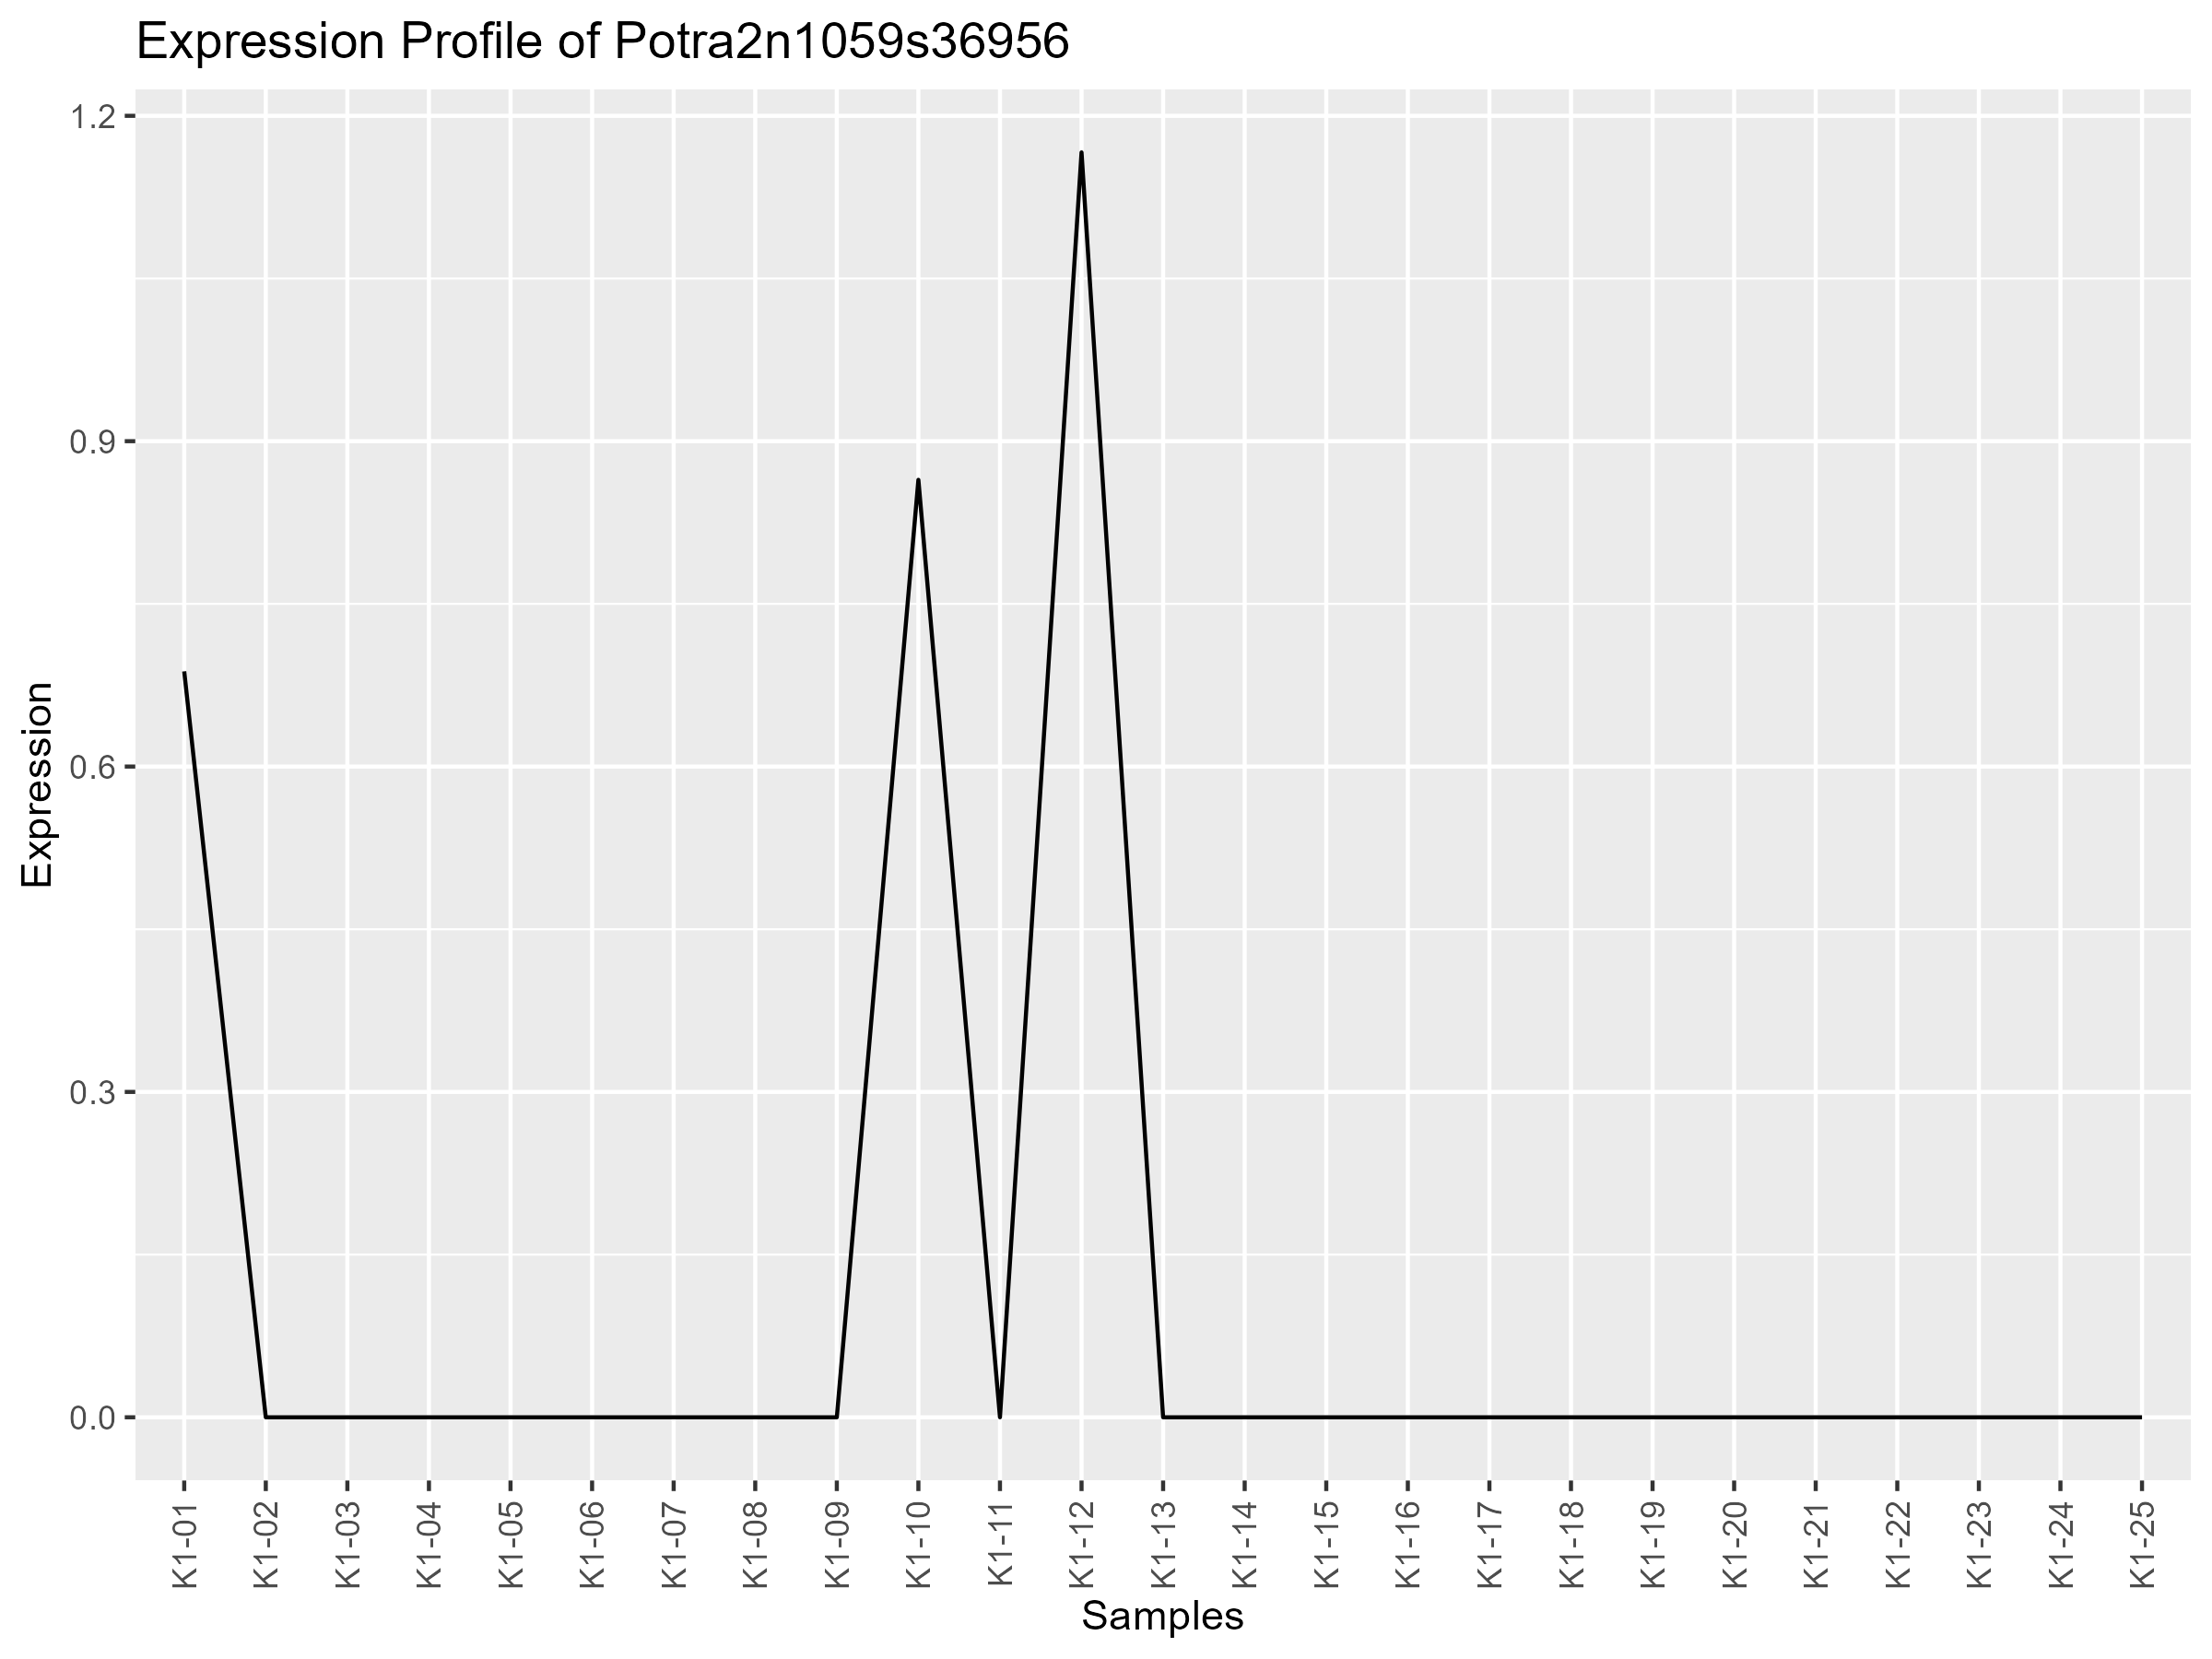 Expression Profile of Potra2n1059s36956
1.2
0.9
0.6
0.3
0.0
Expression
K1-01
K1-02
K1-03
K1-04
K1-05
K1-06
K1-07
K1-08
K1-09
K1-10
K1-11
K1-12
K1-13
K1-14
K1-15
K1-16
K1-17
K1-18
K1-19
K1-20
K1-21
K1-22
K1-23
K1-24
K1-25
Samples